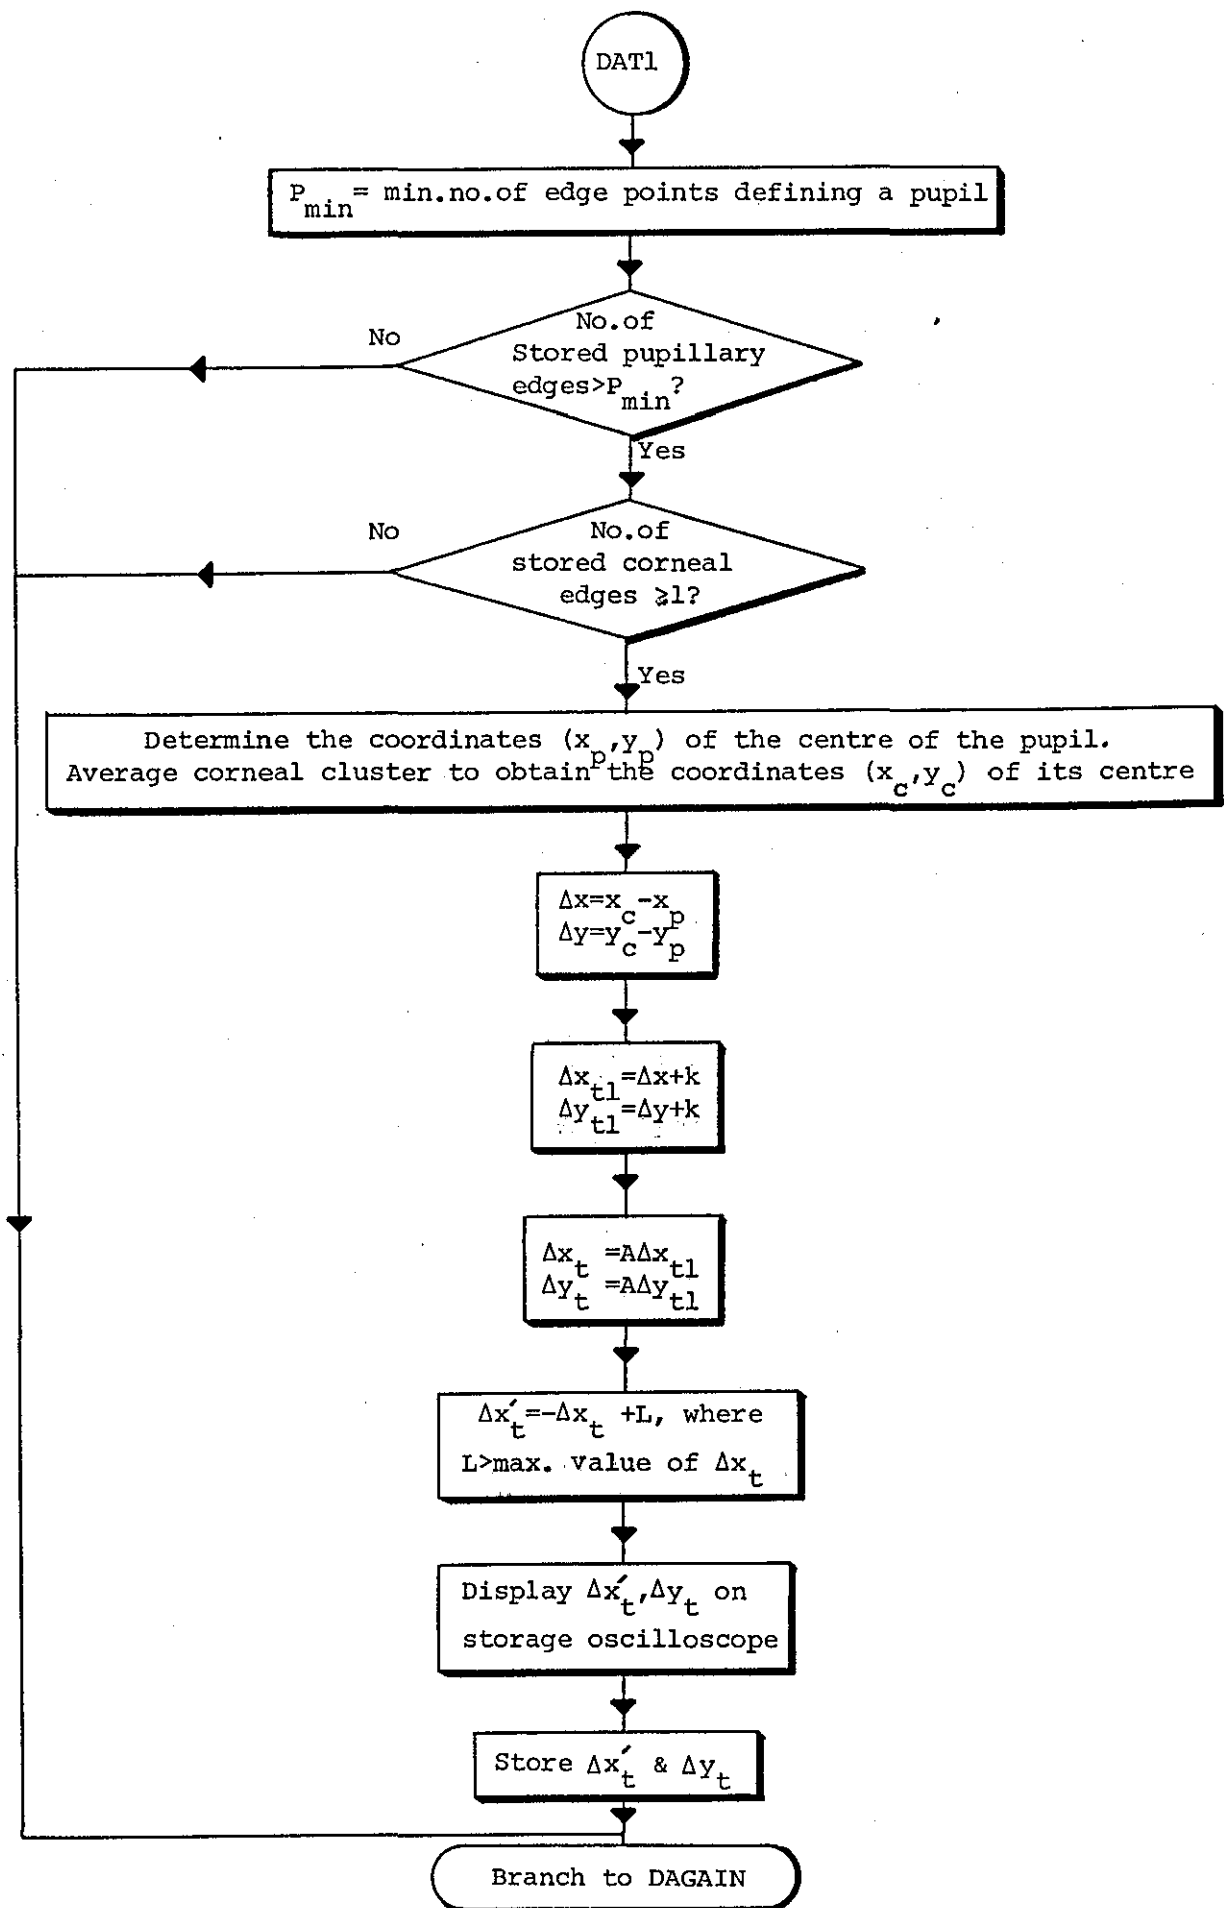 DAT1
P_min = min.no.of edge points defining a pupil
No.of
No
Stored pupillary
edges>P_min?
Yes
No.of
No
stored corneal
edges ⩾1?
Yes
Determine the coordinates (x_p,y_p) of the centre of the pupil.
Average corneal cluster to obtain the coordinates (x_c,y_c) of its centre
Δx=x_c-x_p
Δy=y_c-y_p
Δx_t1=Δx+k
Δy_t1=Δy+k
Δx_t =AΔx_t1
Δy_t =AΔy_t1
Δx′_t=-Δx_t +L, where
L>max. value of Δx_t
Display Δx′_t,Δy_t on
storage oscilloscope
Store Δx′_t & Δy_t
Branch to DAGAIN